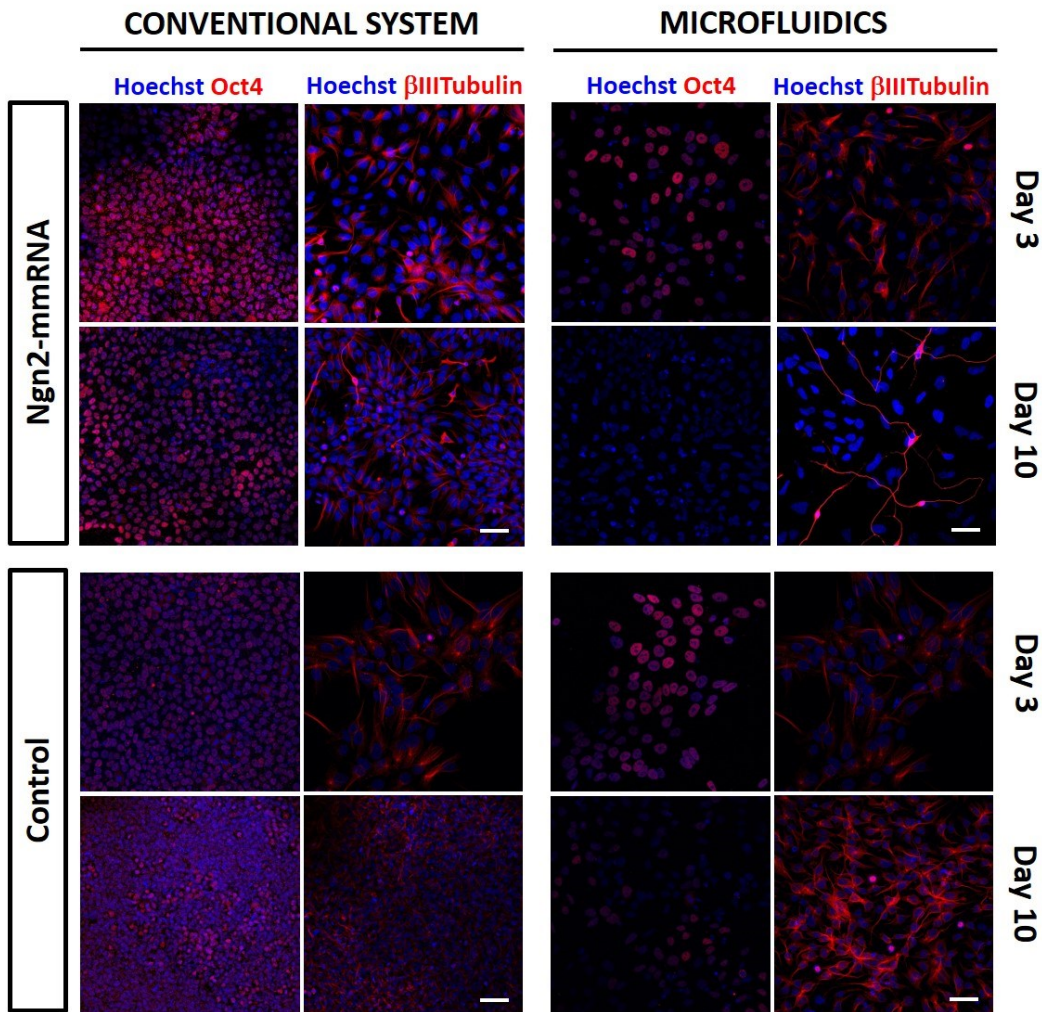 CONVENTIONAL SYSTEM
MICROFLUIDICS
Hoechst Oct4
Hoechst βIIITubulin
Hoechst Oct4
Hoechst βIIITubulin
Ngn2-mmRNA
Day 3
Day 10
Control
Day 3
Day 10